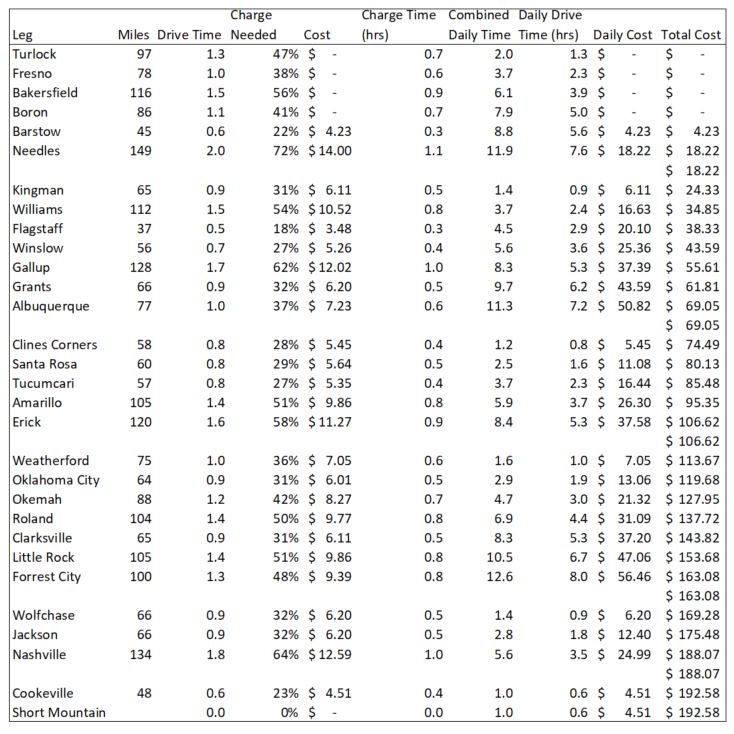 Charge Charge Time Combined Daily Drive
Leg Miles Drive Time Needed Cost (hrs) Daily Time Time (hrs) Daily Cost Total Cost
Turlock 97 1.3 47% $ - 0.7 2.0 1.3 $ - $ -
Fresno 78 1.0 38% $ - 0.6 3.7 2.3 $ - $ -
Bakersfield 116 1.5 56% $ - 0.9 6.1 3.9 $ - $ -
Boron 86 1.1 41% $ - 0.7 7.9 5.0 $ - $ -
Barstow 45 0.6 22% $ 4.23 0.3 8.8 5.6 $ 4.23 $ 4.23
Needles 149 2.0 72% $ 14.00 1.1 11.9 7.6 $ 18.22 $ 18.22
$ 18.22
Kingman 65 0.9 31% $ 6.11 0.5 1.4 0.9 $ 6.11 $ 24.33
Williams 112 1.5 54% $ 10.52 0.8 3.7 2.4 $ 16.63 $ 34.85
Flagstaff 37 0.5 18% $ 3.48 0.3 4.5 2.9 $ 20.10 $ 38.33
Winslow 56 0.7 27% $ 5.26 0.4 5.6 3.6 $ 25.36 $ 43.59
Gallup 128 1.7 62% $ 12.02 1.0 8.3 5.3 $ 37.39 $ 55.61
Grants 66 0.9 32% $ 6.20 0.5 9.7 6.2 $ 43.59 $ 61.81
Albuquerque 77 1.0 37% $ 7.23 0.6 11.3 7.2 $ 50.82 $ 69.05
$ 69.05
Clines Corners 58 0.8 28% $ 5.45 0.4 1.2 0.8 $ 5.45 $ 74.49
Santa Rosa 60 0.8 29% $ 5.64 0.5 2.5 1.6 $ 11.08 $ 80.13
Tucumcari 57 0.8 27% $ 5.35 0.4 3.7 2.3 $ 16.44 $ 85.48
Amarillo 105 1.4 51% $ 9.86 0.8 5.9 3.7 $ 26.30 $ 95.35
Erick 120 1.6 58% $ 11.27 0.9 8.4 5.3 $ 37.58 $ 106.62
$ 106.62
Weatherford 75 1.0 36% $ 7.05 0.6 1.6 1.0 $ 7.05 $ 113.67
Oklahoma City 64 0.9 31% $ 6.01 0.5 2.9 1.9 $ 13.06 $ 119.68
Okemah 88 1.2 42% $ 8.27 0.7 4.7 3.0 $ 21.32 $ 127.95
Roland 104 1.4 50% $ 9.77 0.8 6.9 4.4 $ 31.09 $ 137.72
Clarksville 65 0.9 31% $ 6.11 0.5 8.3 5.3 $ 37.20 $ 143.82
Little Rock 105 1.4 51% $ 9.86 0.8 10.5 6.7 $ 47.06 $ 153.68
Forrest City 100 1.3 48% $ 9.39 0.8 12.6 8.0 $ 56.46 $ 163.08
$ 163.08
Wolfchase 66 0.9 32% $ 6.20 0.5 1.4 0.9 $ 6.20 $ 169.28
Jackson 66 0.9 32% $ 6.20 0.5 2.8 1.8 $ 12.40 $ 175.48
Nashville 134 1.8 64% $ 12.59 1.0 5.6 3.5 $ 24.99 $ 188.07
$ 188.07
Cookeville 48 0.6 23% $ 4.51 0.4 1.0 0.6 $ 4.51 $ 192.58
Short Mountain 0.0 0% $ - 0.0 1.0 0.6 $ 4.51 $ 192.58